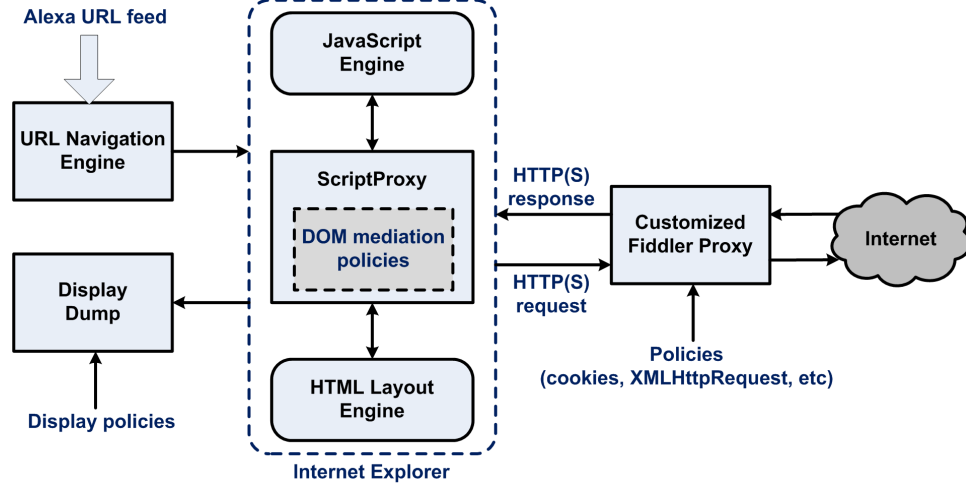 Alexa URL feed
URL Navigation
Engine
Display
Dump
Display policies
JavaScript
Engine
ScriptProxy
DOM mediation
policies
HTML Layout
Engine
Internet Explorer
HTTP(S)
response
HTTP(S)
request
Customized
Fiddler Proxy
Policies
(cookies, XMLHttpRequest, etc)
Internet